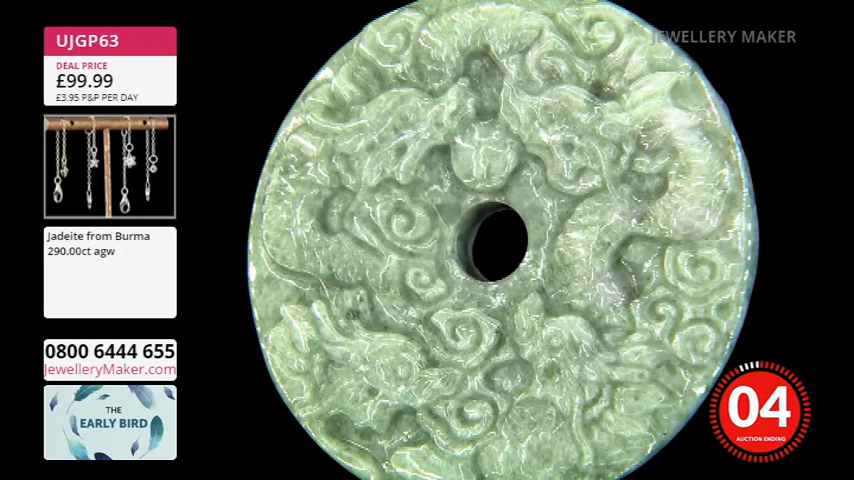 UJGP63
DEAL PRICE
£99.99
£3.95 P&P PER DAY
Jadeite from Burma
290.00ct agw
0800 6444 655
JewelleryMaker.com
THE
EARLY BIRD
JEWELLERY MAKER
04
AUCTION ENDING